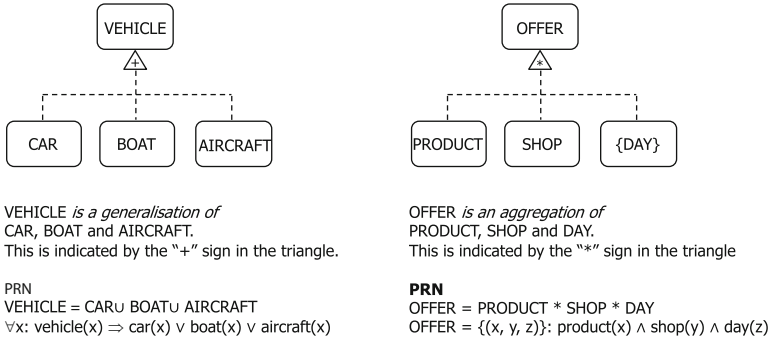 VEHICLE
+
CAR
BOAT
AIRCRAFT
VEHICLE is a generalisation of
CAR, BOAT and AIRCRAFT.
This is indicated by the “+” sign in the triangle.
PRN
VEHICLE = CAR∪ BOAT∪ AIRCRAFT
∀x: vehicle(x) ⇒ car(x) ∨ boat(x) ∨ aircraft(x)
OFFER
*
PRODUCT
SHOP
{DAY}
OFFER is an aggregation of
PRODUCT, SHOP and DAY.
This is indicated by the “*” sign in the triangle
PRN
OFFER = PRODUCT * SHOP * DAY
OFFER = {(x, y, z)}: product(x) ∧ shop(y) ∧ day(z)